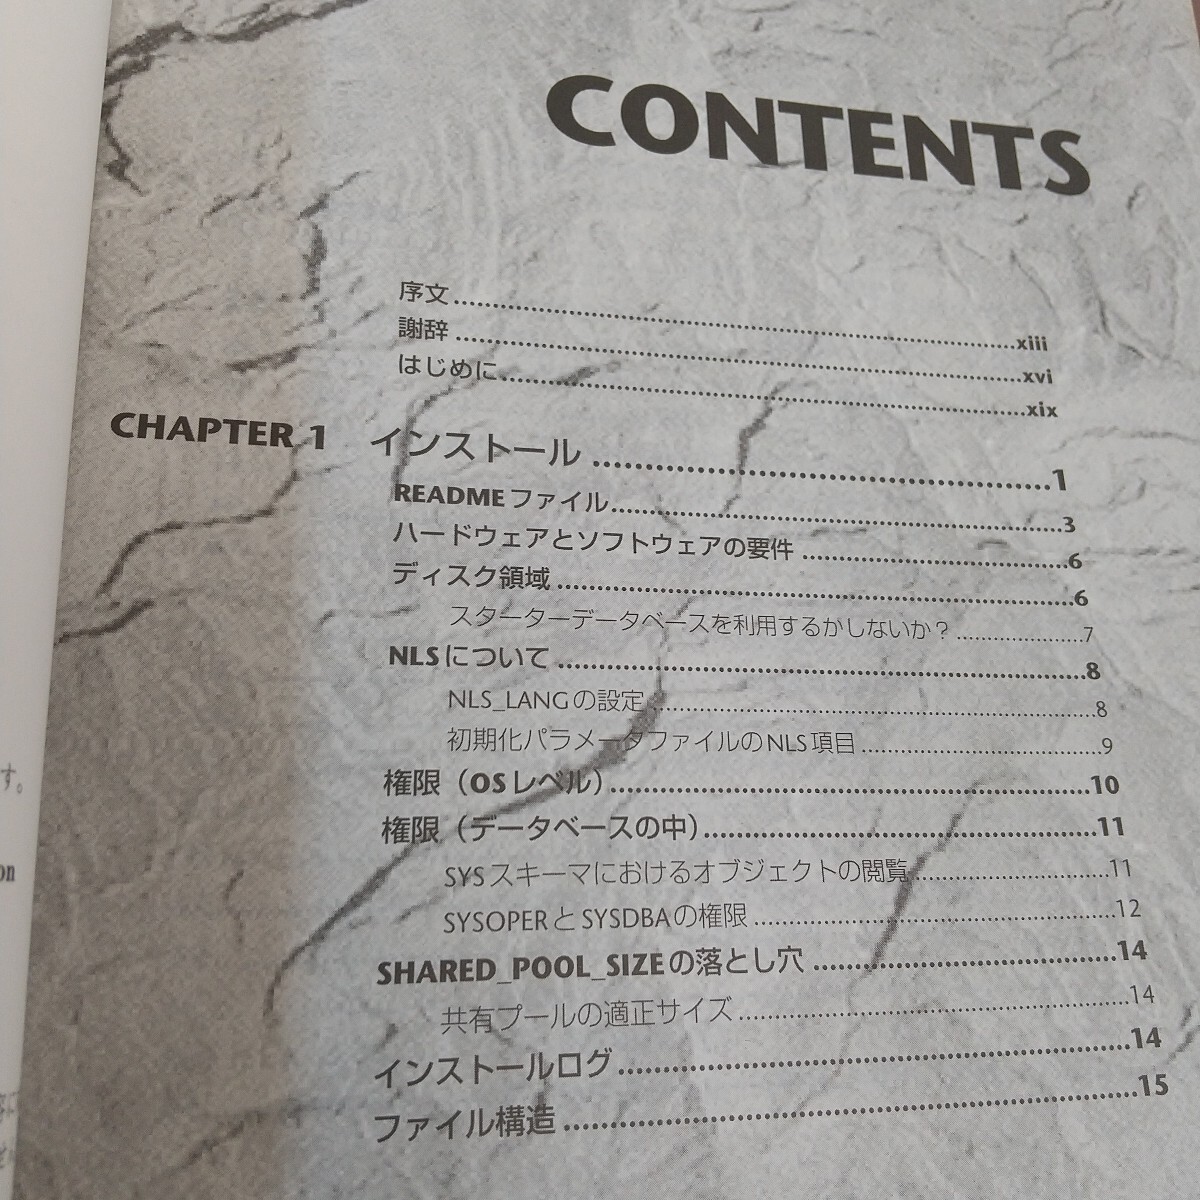 CONTENTS
序文 xiii
謝辞 xvi
はじめに xix
CHAPTER 1 インストール 1
READMEファイル 3
ハードウェアとソフトウェアの要件 6
ディスク領域 6
スターターデータベースを利用するかしないか？ 7
NLSについて 8
NLS_LANGの設定 8
初期化パラメータファイルのNLS項目 9
権限（OSレベル） 10
権限（データベースの中） 11
SYSスキーマにおけるオブジェクトの閲覧 11
SYSOPERとSYSDBAの権限 12
SHARED_POOL_SIZEの落とし穴 14
共有プールの適正サイズ 14
インストールログ 14
ファイル構造 15
す。
on